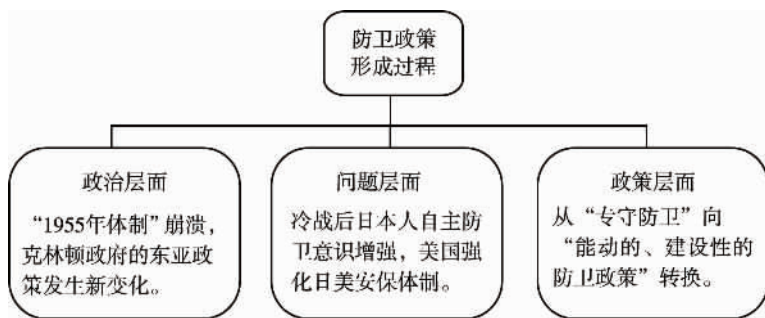 防卫政策
形成过程
政治层面
“1955年体制”崩溃，
克林顿政府的东亚政
策发生新变化。
问题层面
冷战后日本人自主防
卫意识增强，美国强
化日美安保体制。
政策层面
从“专守防卫”向
“能动的、建设性的
防卫政策”转换。